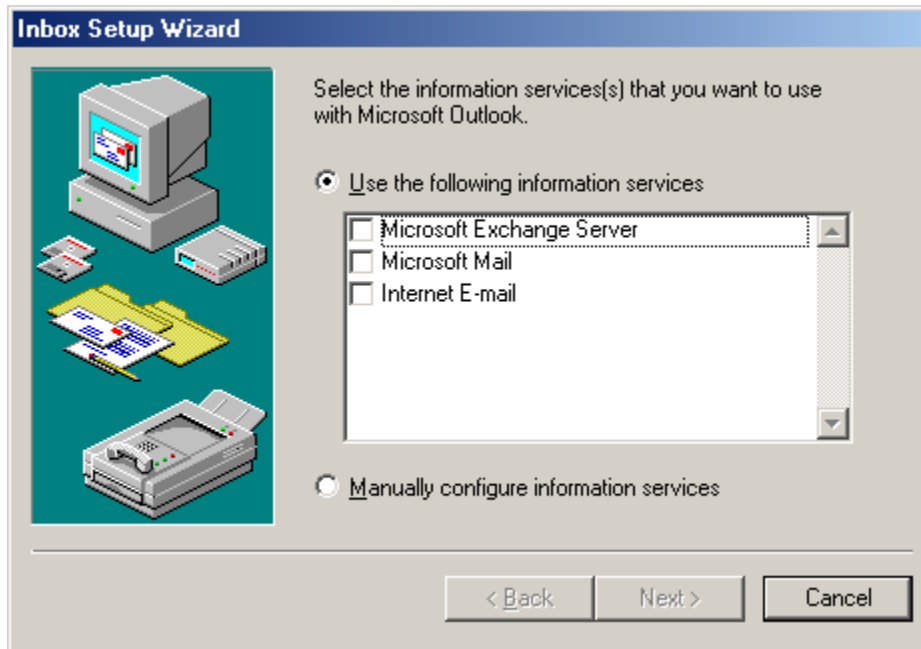 Inbox Setup Wizard
Select the information services(s) that you want to use
with Microsoft Outlook.
Use the following information services
Microsoft Exchange Server
Microsoft Mail
Internet E-mail
Manually configure information services
< Back
Next >
Cancel